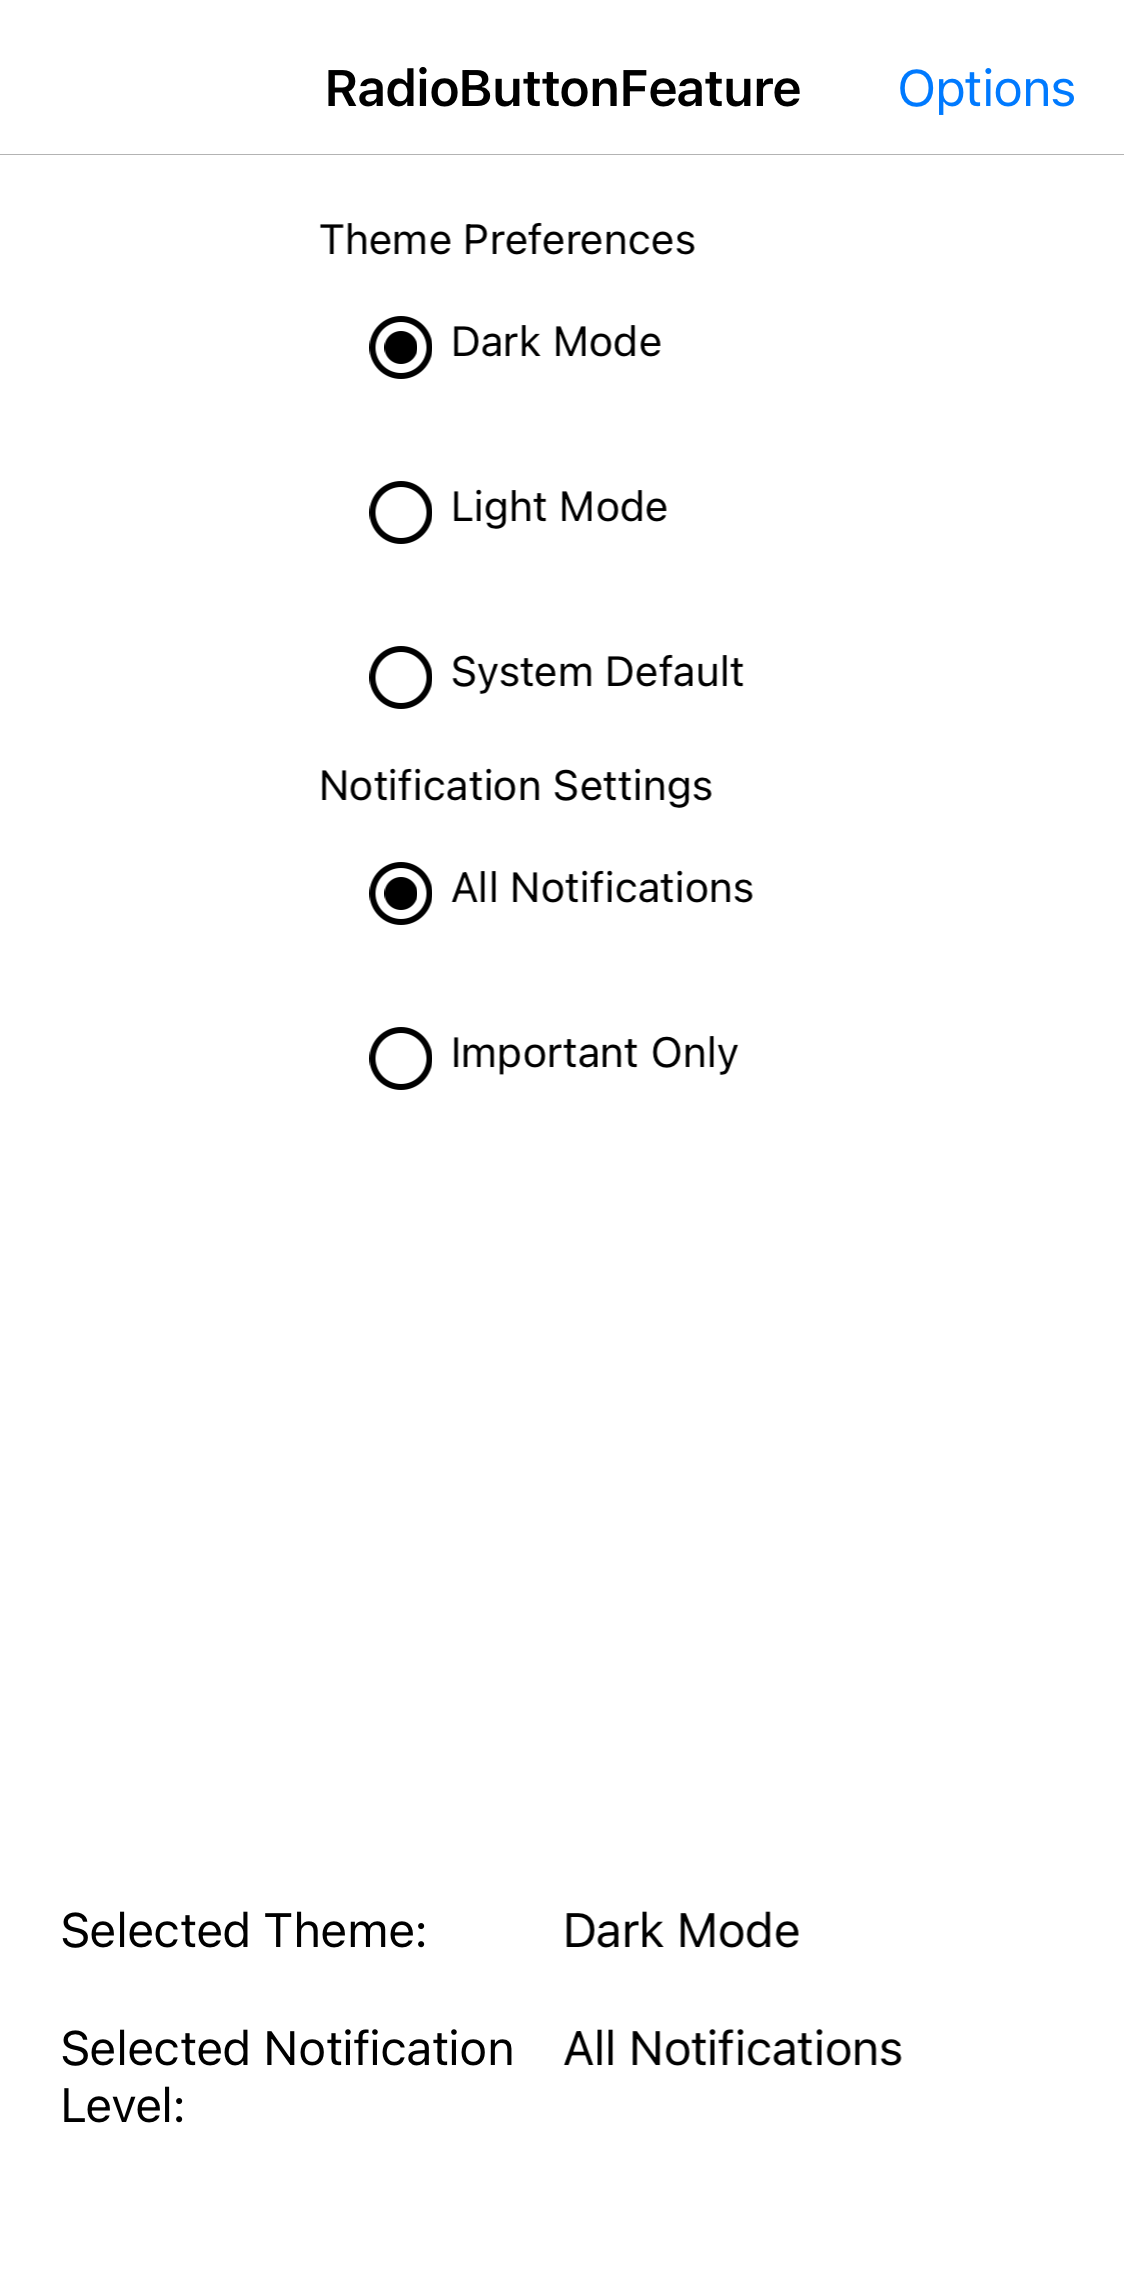 RadioButtonFeature
Options
Theme Preferences
Dark Mode
Light Mode
System Default
Notification Settings
All Notifications
Important Only
Selected Theme:
Dark Mode
Selected Notification
Level:
All Notifications